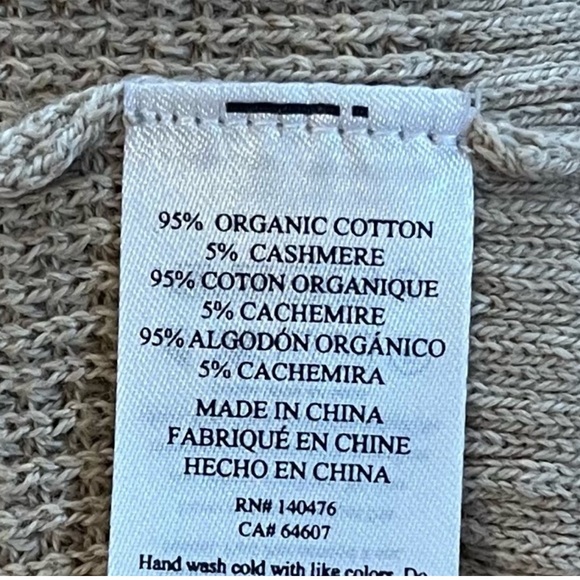 95% ORGANIC COTTON
5% CASHMERE
95% COTON ORGANIQUE
5% CACHEMIRE
95% ALGODÓN ORGÁNICO
5% CACHEMIRA
MADE IN CHINA
FABRIQUÉ EN CHINE
HECHO EN CHINA
RN# 140476
CA# 64607
Hand wash cold with like colors. Do